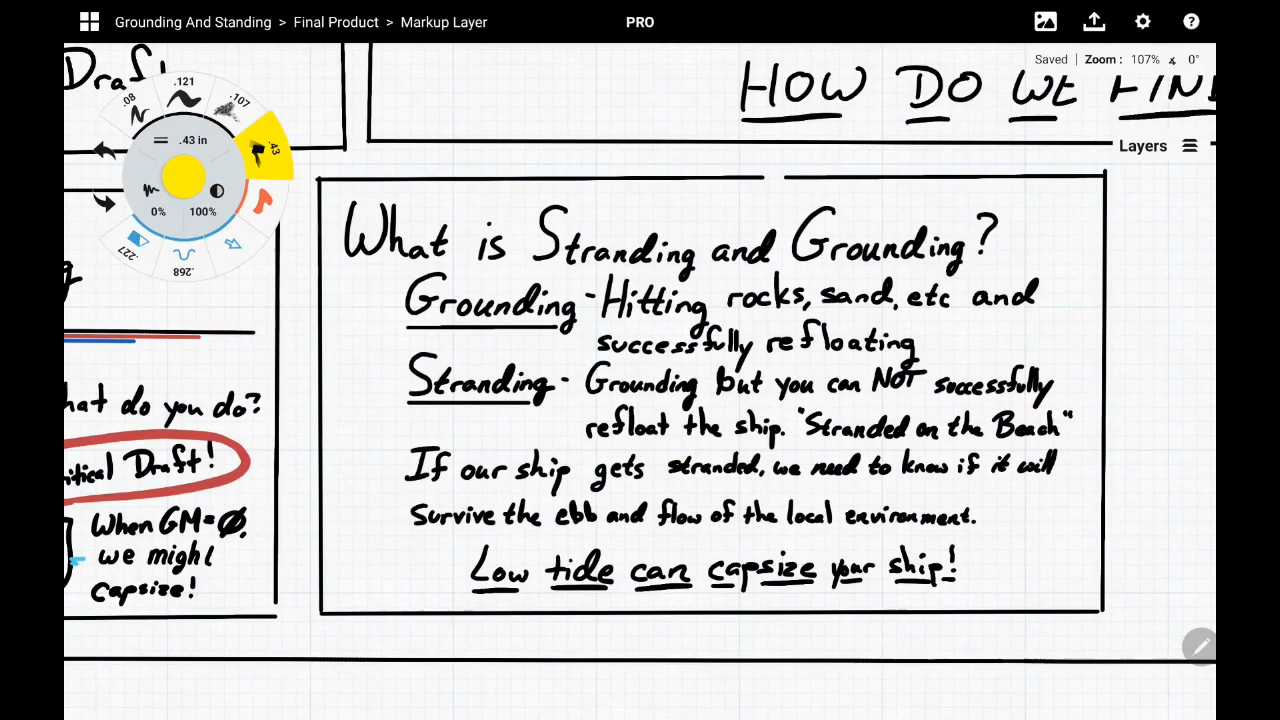 Grounding And Standing > Final Product > Markup Layer
PRO
Saved | Zoom : 107% 0°
Draft
HOW DO WE FIND
.08
.121
.107
.43
.43 in
0% 100%
.227
.268
Layers
What is Stranding and Grounding?
Grounding - Hitting rocks, sand, etc and
successfully refloating
Stranding - Grounding but you can NOT successfully
refloat the ship. "Stranded on the Beach"
If our ship gets stranded, we need to know if it will
survive the ebb and flow of the local environment.
Low tide can capsize your ship!
hat do you do?
itical Draft!
When GM=Ø,
we might
capsize!